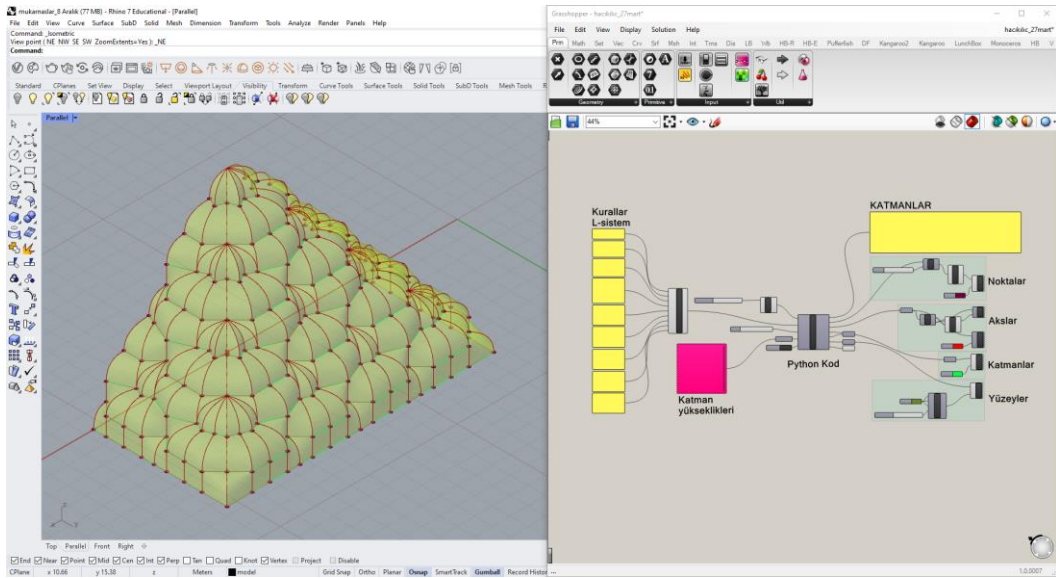 mukarnaslar_8 Aralık (77 MB) - Rhino 7 Educational - [Parallel]
File Edit View Curve Surface SubD Solid Mesh Dimension Transform Tools Analyze Render Panels Help
Command: _Isometric
View point ( NE NW SE SW ZoomExtents=Yes ): _NE
Command:
Standard CPlanes Set View Display Select Viewport Layout Visibility Transform Curve Tools Surface Tools Solid Tools SubD Tools Mesh Tools
Parallel
Top Parallel Front Right
End Near Point Mid Cen Int Perp Tan Quad Knot Vertex Project Disable
CPlane x 10.66 y 15.38 z Meters model Grid Snap Ortho Planar Osnap SmartTrack Gumball Record Histor
Grasshopper - hacikilic_27mart*
File Edit View Display Solution Help hacikilic_27mart*
Prm Math Set Vec Crv Srf Msh Int Trns Dis LB HB-R HB-E Pufferfish DF Kangaroo2 Kangaroo LunchBox Monoceros HB V
Geometry Primitive Input Util
44%
Kurallar
L-sistem
KATMANLAR
Noktalar
Akslar
Python Kod
Katmanlar
Katman
yükseklikleri
Yüzeyler
1.0.0007